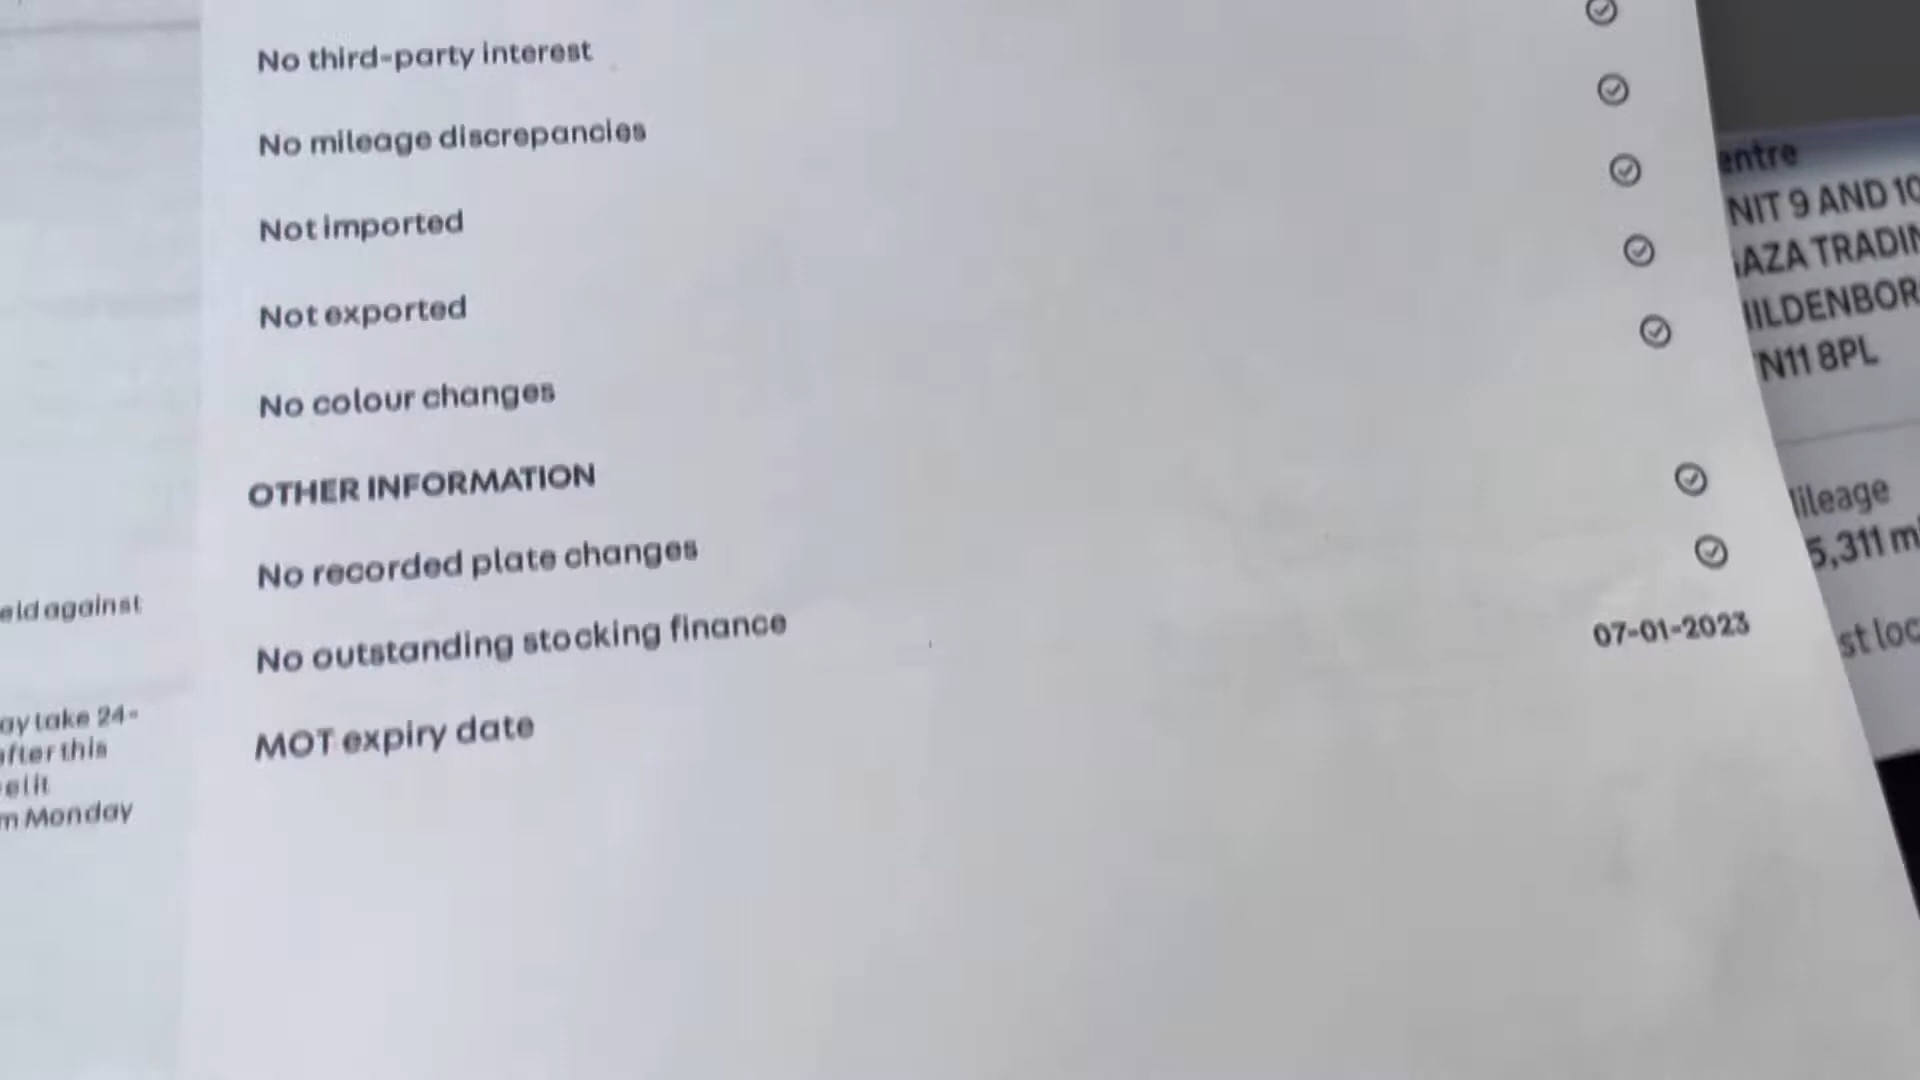 No third-party interest
No mileage discrepancies
Not imported
Not exported
No colour changes
OTHER INFORMATION
No recorded plate changes
No outstanding stocking finance
07-01-2023
MOT expiry date
eld against
ay take 24-
after this
el it
m Monday
entre
NIT 9 AND 10
AZA TRADIN
ILDENBOR
N11 8PL
ileage
5,311 m
st loc